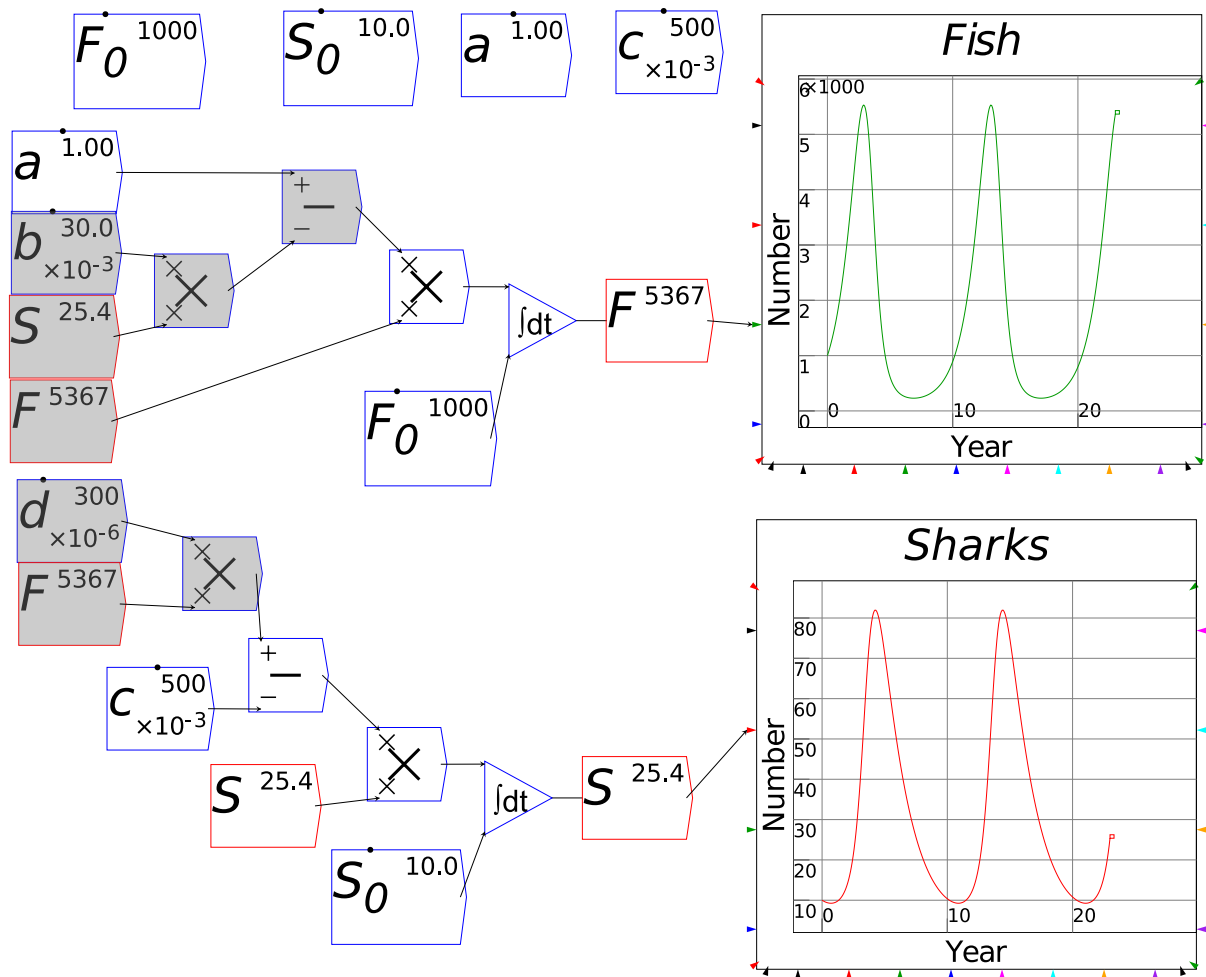 F0 1000
S0 10.0
a 1.00
c 500
×10-3
Fish
×1000
6
5
4
3
2
1
0
0 10 20
Number
Year
a 1.00
b 30.0
×10-3
S 25.4
F 5367
×
×
×
+
−
−
×
×
×
∫dt
F0 1000
F 5367
d 300
×10-6
F 5367
×
×
×
c 500
×10-3
+
−
−
S 25.4
×
×
×
∫dt
S0 10.0
S 25.4
Sharks
80
70
60
50
40
30
20
10
0 10 20
Number
Year